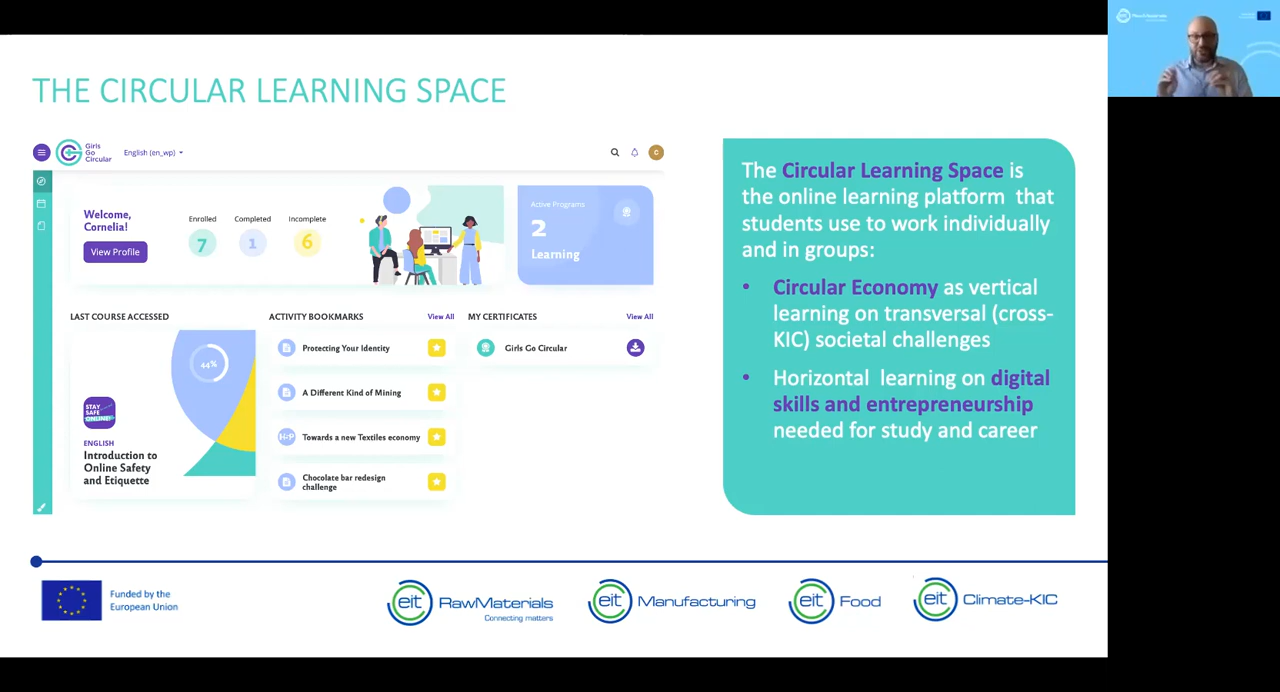 THE CIRCULAR LEARNING SPACE
Girls
Go
Circular
English (en_wp)
C
Welcome,
Cornelia!
View Profile
Enrolled
Completed
Incomplete
7
1
6
Active Programs
2
Learning
LAST COURSE ACCESSED
44%
STAY
SAFE
ONLINE!
ENGLISH
Introduction to
Online Safety
and Etiquette
ACTIVITY BOOKMARKS
View All
Protecting Your Identity
A Different Kind of Mining
H-P
Towards a new Textiles economy
Chocolate bar redesign
challenge
MY CERTIFICATES
View All
Girls Go Circular
The Circular Learning Space is
the online learning platform that
students use to work individually
and in groups:
• Circular Economy as vertical
learning on transversal (cross-
KIC) societal challenges
• Horizontal learning on digital
skills and entrepreneurship
needed for study and career
Funded by the
European Union
eit RawMaterials
Connecting matters
eit Manufacturing
eit Food
eit Climate-KIC
eit RawMaterials